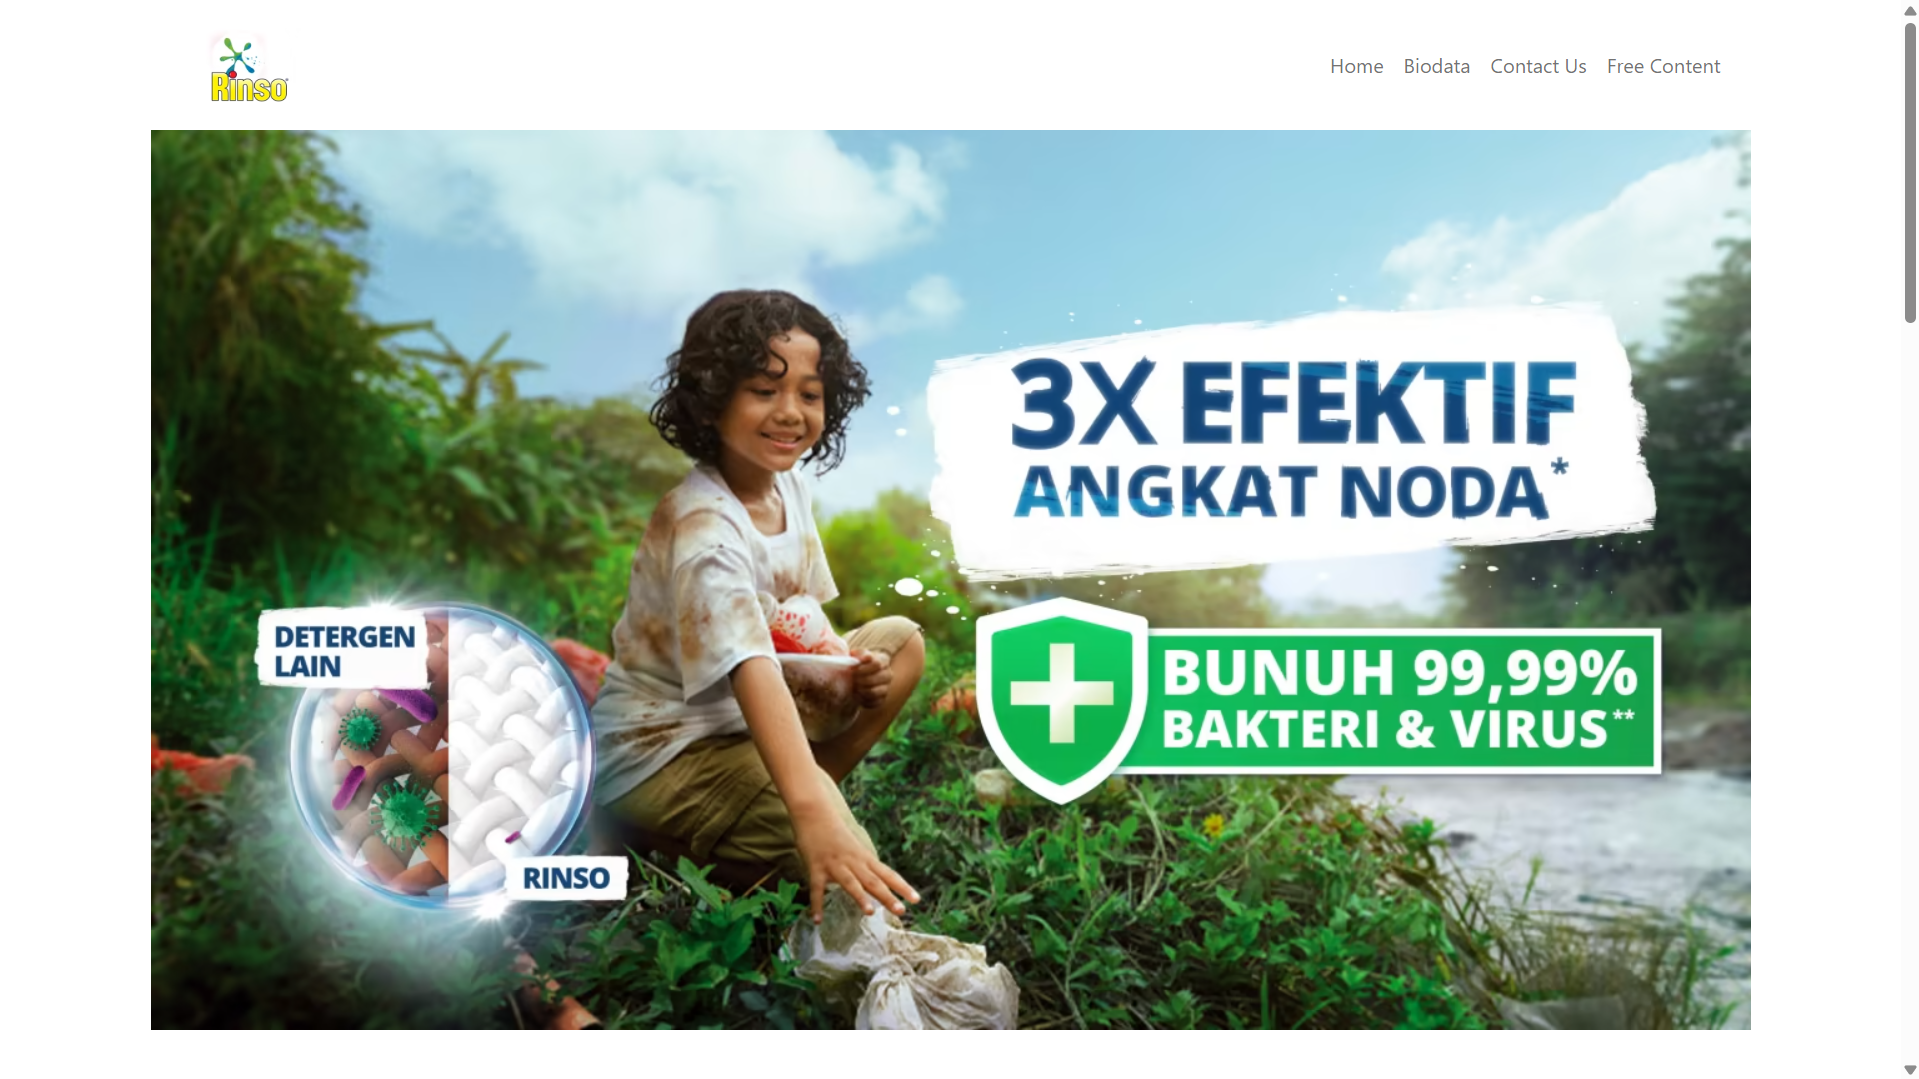 Rinso
Home
Biodata
Contact Us
Free Content
3X EFEKTIF
ANGKAT NODA*
DETERGEN
LAIN
BUNUH 99,99%
BAKTERI & VIRUS**
RINSO